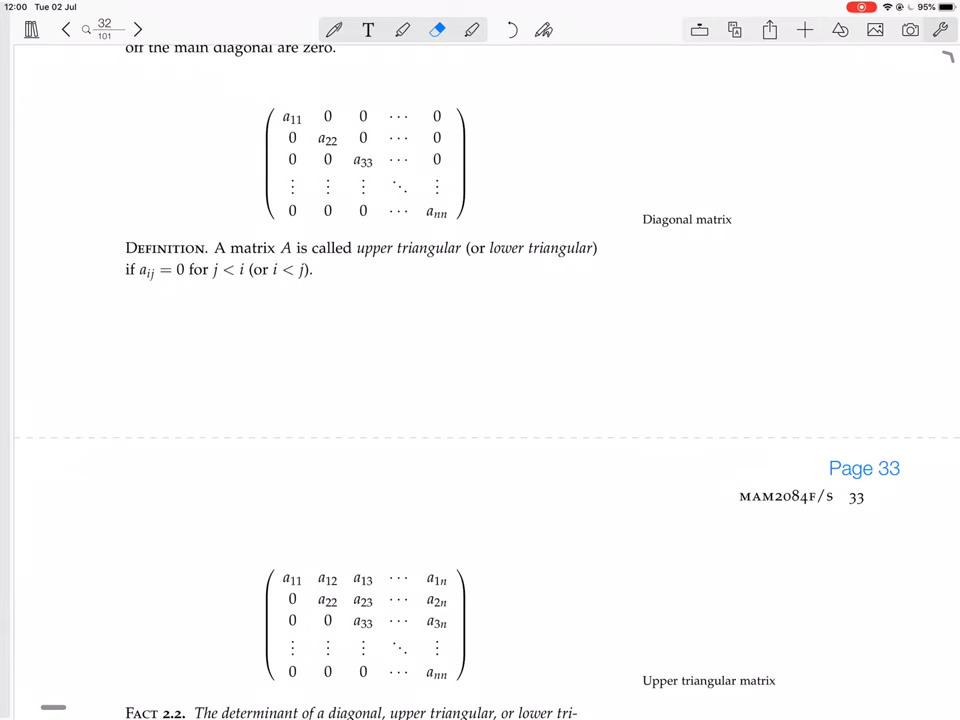 12:00 Tue 02 Jul
95%
32
101
T
off the main diagonal are zero.
a11 0 0 ⋯ 0
0 a22 0 ⋯ 0
0 0 a33 ⋯ 0
⋮ ⋮ ⋮ ⋱ ⋮
0 0 0 ⋯ ann
Diagonal matrix
DEFINITION. A matrix A is called upper triangular (or lower triangular)
if aij = 0 for j < i (or i < j).
Page 33
MAM2084F/S 33
a11 a12 a13 ⋯ a1n
0 a22 a23 ⋯ a2n
0 0 a33 ⋯ a3n
⋮ ⋮ ⋮ ⋱ ⋮
0 0 0 ⋯ ann
Upper triangular matrix
FACT 2.2. The determinant of a diagonal, upper triangular, or lower tri-